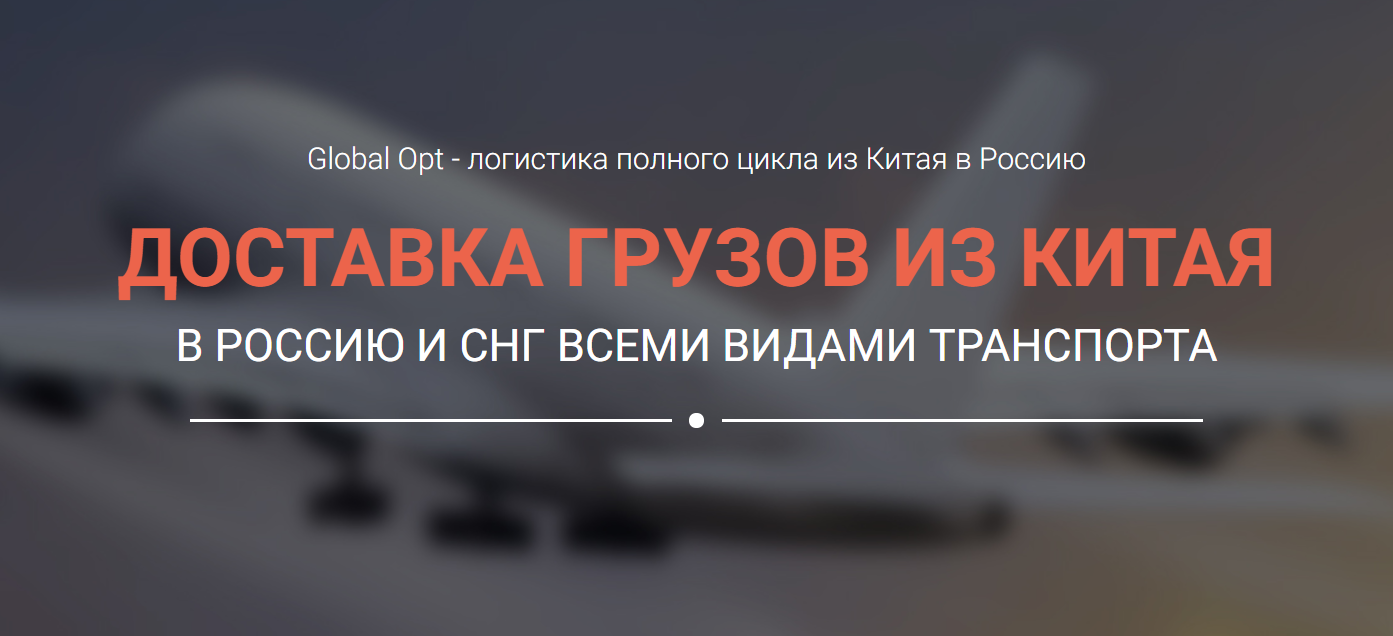 Global Opt - логистика полного цикла из Китая в Россию
ДОСТАВКА ГРУЗОВ ИЗ КИТАЯ
В РОССИЮ И СНГ ВСЕМИ ВИДАМИ ТРАНСПОРТА